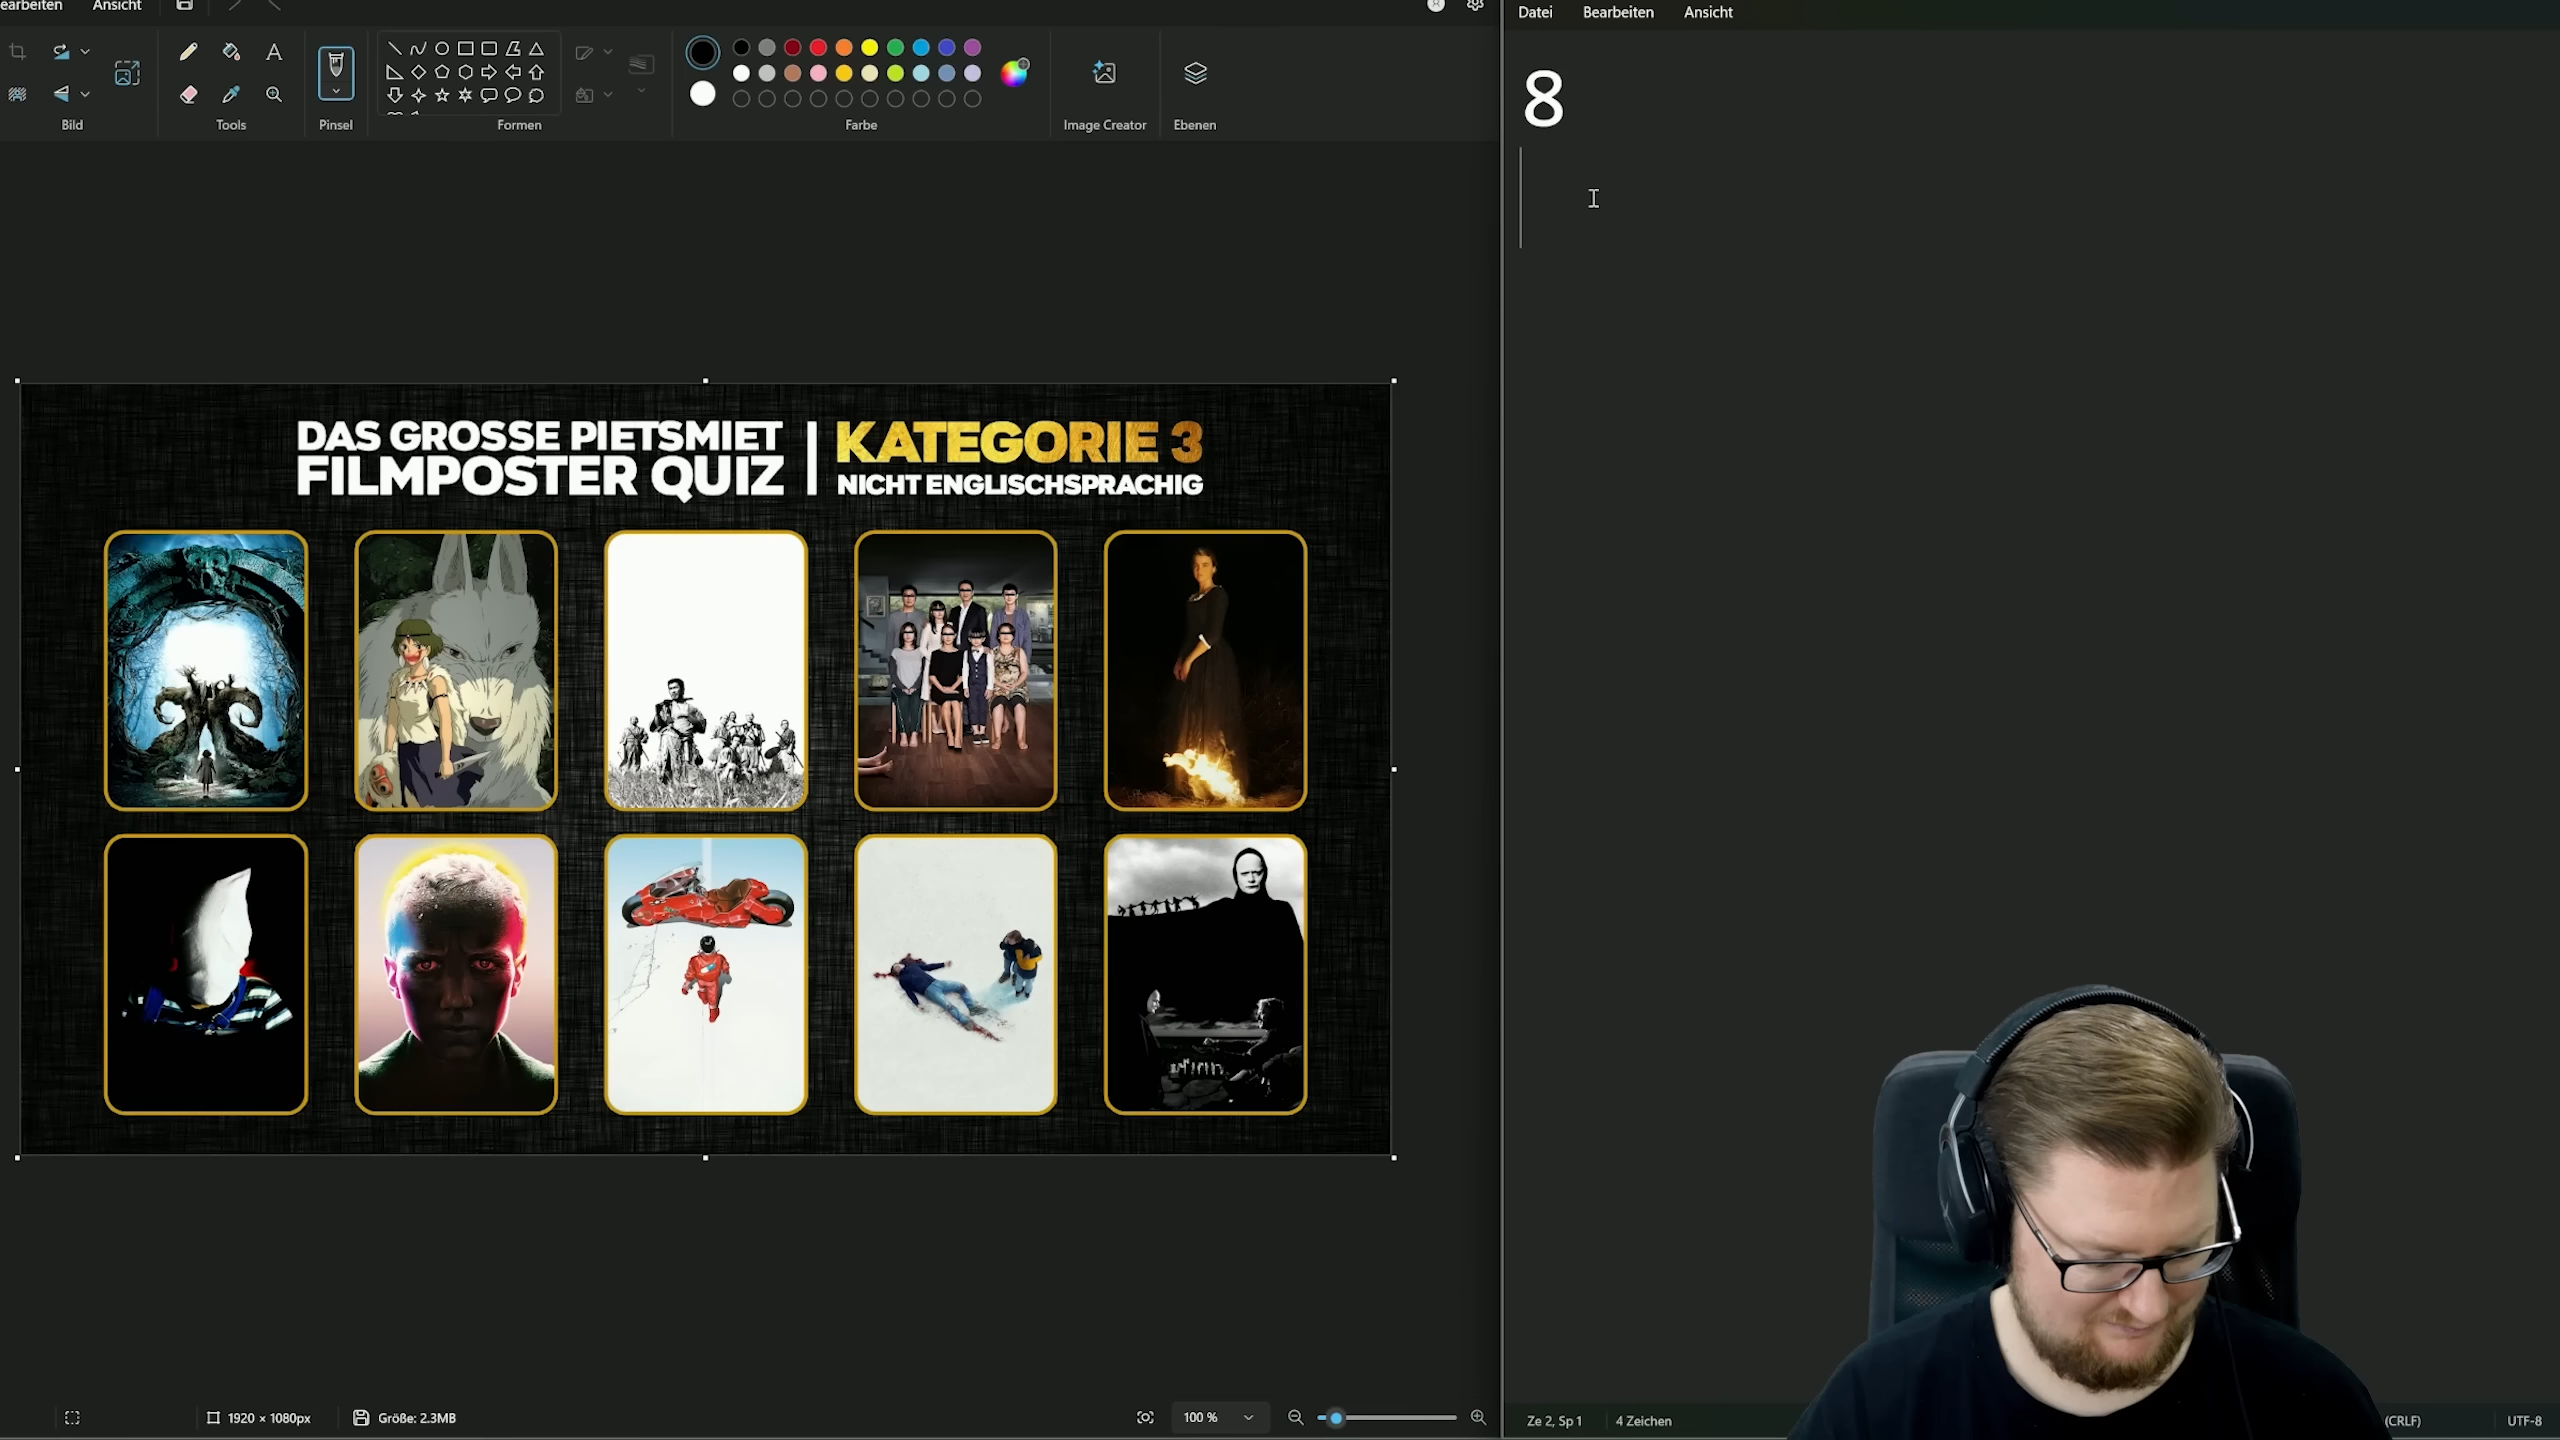 earbeiten Ansicht
Datei Bearbeiten Ansicht
Bild Tools Pinsel Formen Farbe Image Creator Ebenen
8
DAS GROSSE PIETSMIET
FILMPOSTER QUIZ
KATEGORIE 3
NICHT ENGLISCHSPRACHIG
1920 × 1080px Größe: 2.3MB 100 %
Ze 2, Sp 1 4 Zeichen (CRLF) UTF-8